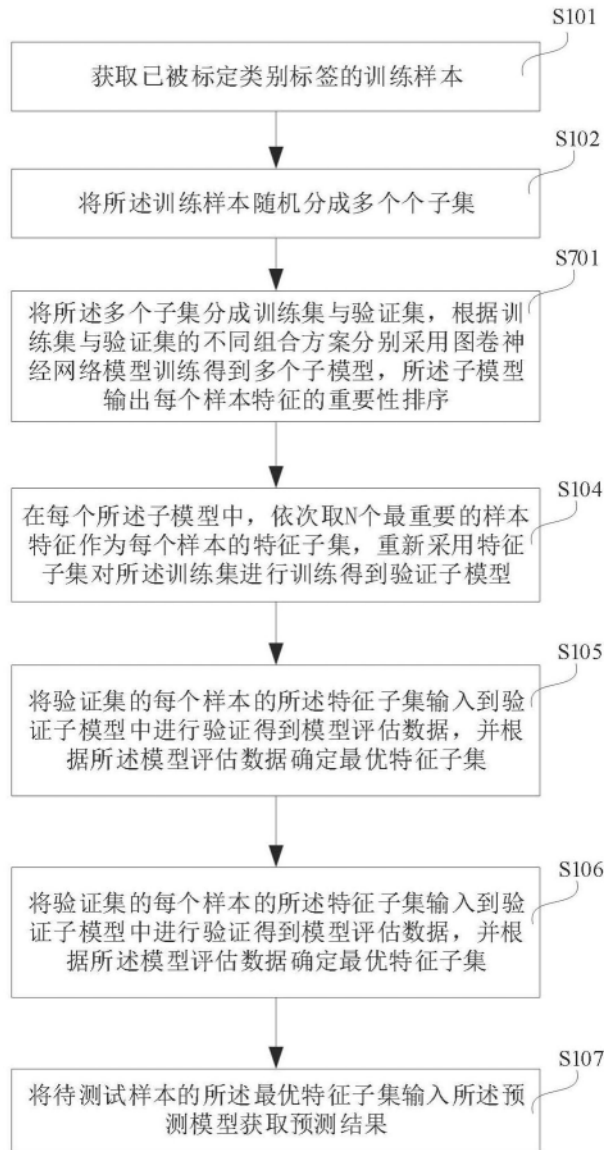 S101
获取已被标定类别标签的训练样本
S102
将所述训练样本随机分成多个个子集
S701
将所述多个子集分成训练集与验证集，根据训
练集与验证集的不同组合方案分别采用图卷神
经网络模型训练得到多个子模型，所述子模型
输出每个样本特征的重要性排序
S104
在每个所述子模型中，依次取N个最重要的样本
特征作为每个样本的特征子集，重新采用特征
子集对所述训练集进行训练得到验证子模型
S105
将验证集的每个样本的所述特征子集输入到验
证子模型中进行验证得到模型评估数据，并根
据所述模型评估数据确定最优特征子集
S106
将验证集的每个样本的所述特征子集输入到验
证子模型中进行验证得到模型评估数据，并根
据所述模型评估数据确定最优特征子集
S107
将待测试样本的所述最优特征子集输入所述预
测模型获取预测结果